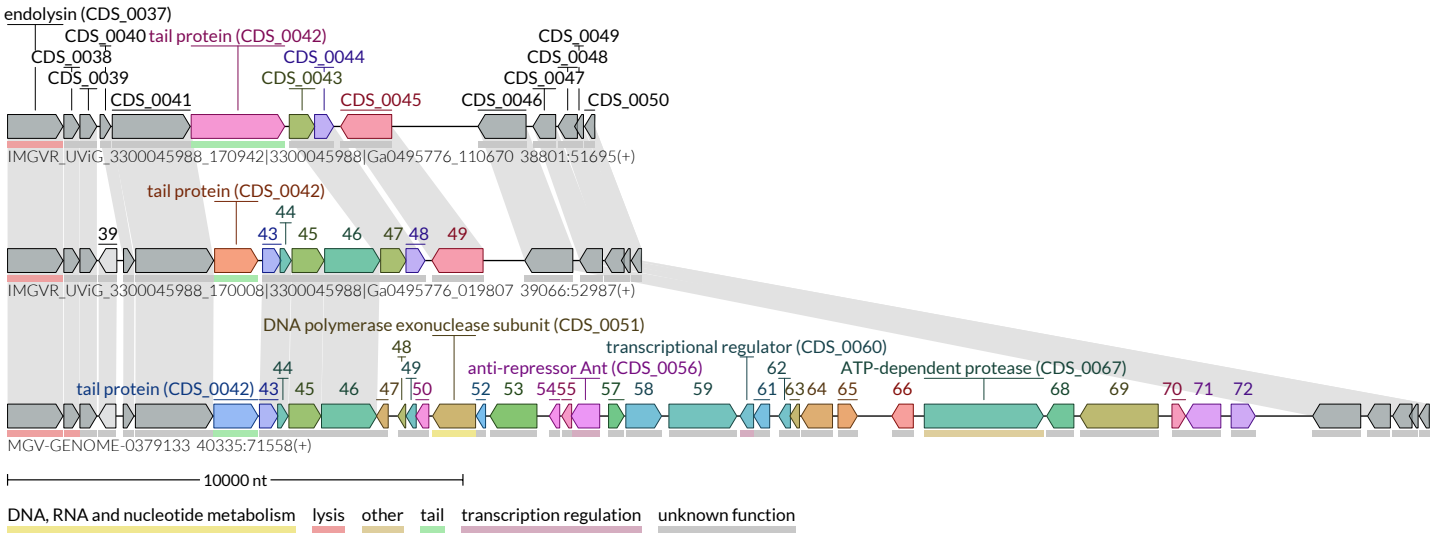 endolysin (CDS_0037)
CDS_0040 tail protein (CDS_0042) CDS_0049
CDS_0038 CDS_0044 CDS_0048
CDS_0039 CDS_0043 CDS_0047
CDS_0041 CDS_0045 CDS_0046 CDS_0050
IMGVR_UViG_3300045988_170942|3300045988|Ga0495776_110670 38801:51695(+)
tail protein (CDS_0042)
44
39 43 45 46 47 48 49
IMGVR_UViG_3300045988_170008|3300045988|Ga0495776_019807 39066:52987(+)
DNA polymerase exonuclease subunit (CDS_0051)
48 transcriptional regulator (CDS_0060)
44 49 anti-repressor Ant (CDS_0056) 62 ATP-dependent protease (CDS_0067)
tail protein (CDS_0042) 43 45 46 47 50 52 53 54 55 57 58 59 61 63 64 65 66 68 69 70 71 72
MGV-GENOME-0379133 40335:71558(+)
10000 nt
DNA, RNA and nucleotide metabolism lysis other tail transcription regulation unknown function